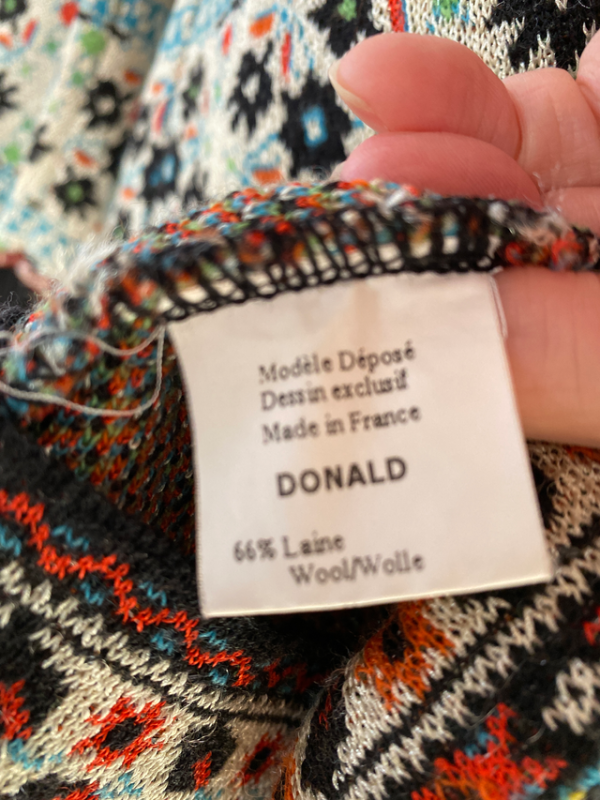 Modèle Déposé
Dessin exclusif
Made in France
DONALD
66% Laine
Wool/Wolle